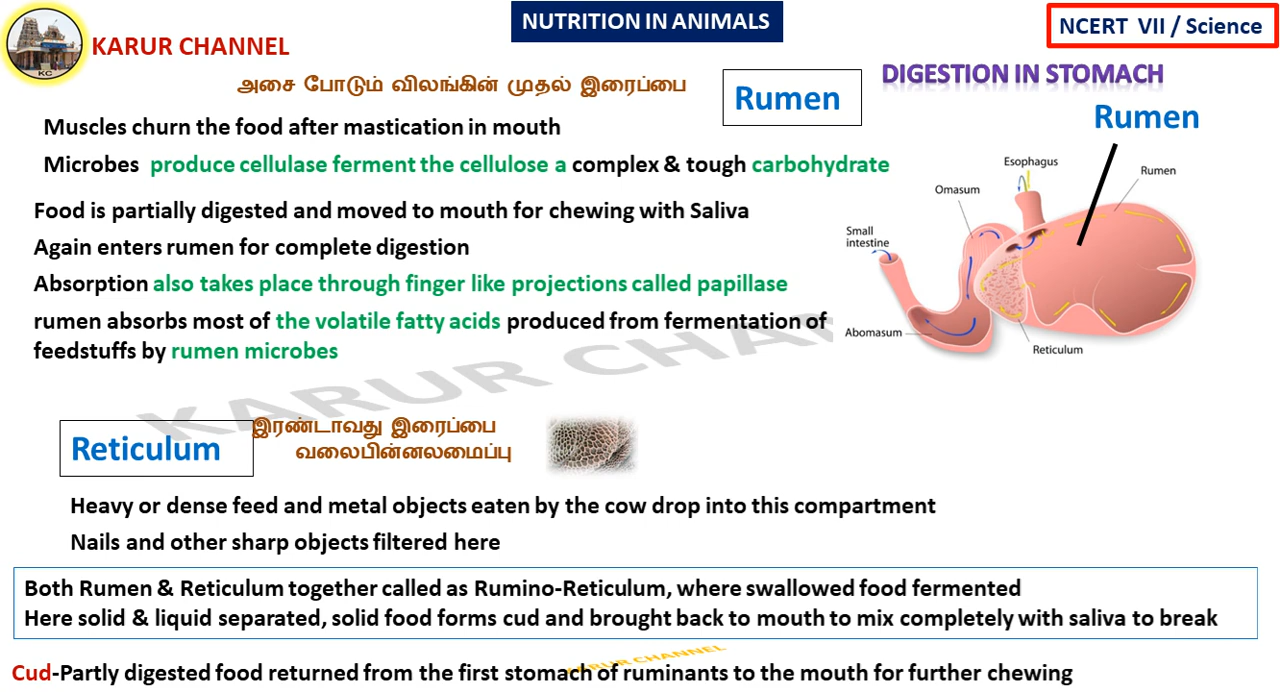 NUTRITION IN ANIMALS
NCERT VII / Science
KC
KARUR CHANNEL
DIGESTION IN STOMACH
அசை போடும் விலங்கின் முதல் இரைப்பை
Rumen
Rumen
Muscles churn the food after mastication in mouth
Microbes produce cellulase ferment the cellulose a complex & tough carbohydrate
Food is partially digested and moved to mouth for chewing with Saliva
Again enters rumen for complete digestion
Absorption also takes place through finger like projections called papillase
rumen absorbs most of the volatile fatty acids produced from fermentation of
feedstuffs by rumen microbes
Esophagus
Rumen
Omasum
Small
intestine
Abomasum
Reticulum
KARUR CHAN
Reticulum
இரண்டாவது இரைப்பை
வலைபின்னலமைப்பு
Heavy or dense feed and metal objects eaten by the cow drop into this compartment
Nails and other sharp objects filtered here
Both Rumen & Reticulum together called as Rumino-Reticulum, where swallowed food fermented
Here solid & liquid separated, solid food forms cud and brought back to mouth to mix completely with saliva to break
KARUR CHANNEL
Cud-Partly digested food returned from the first stomach of ruminants to the mouth for further chewing